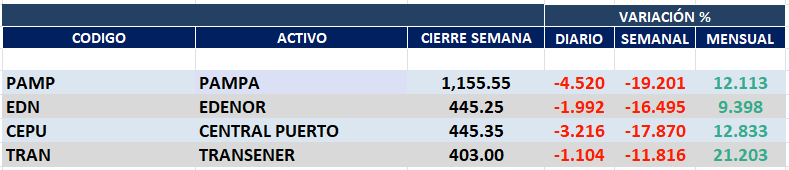 VARIACIÓN %
CODIGO ACTIVO CIERRE SEMANA DIARIO SEMANAL MENSUAL
PAMP PAMPA 1,155.55 -4.520 -19.201 12.113
EDN EDENOR 445.25 -1.992 -16.495 9.398
CEPU CENTRAL PUERTO 445.35 -3.216 -17.870 12.833
TRAN TRANSENER 403.00 -1.104 -11.816 21.203